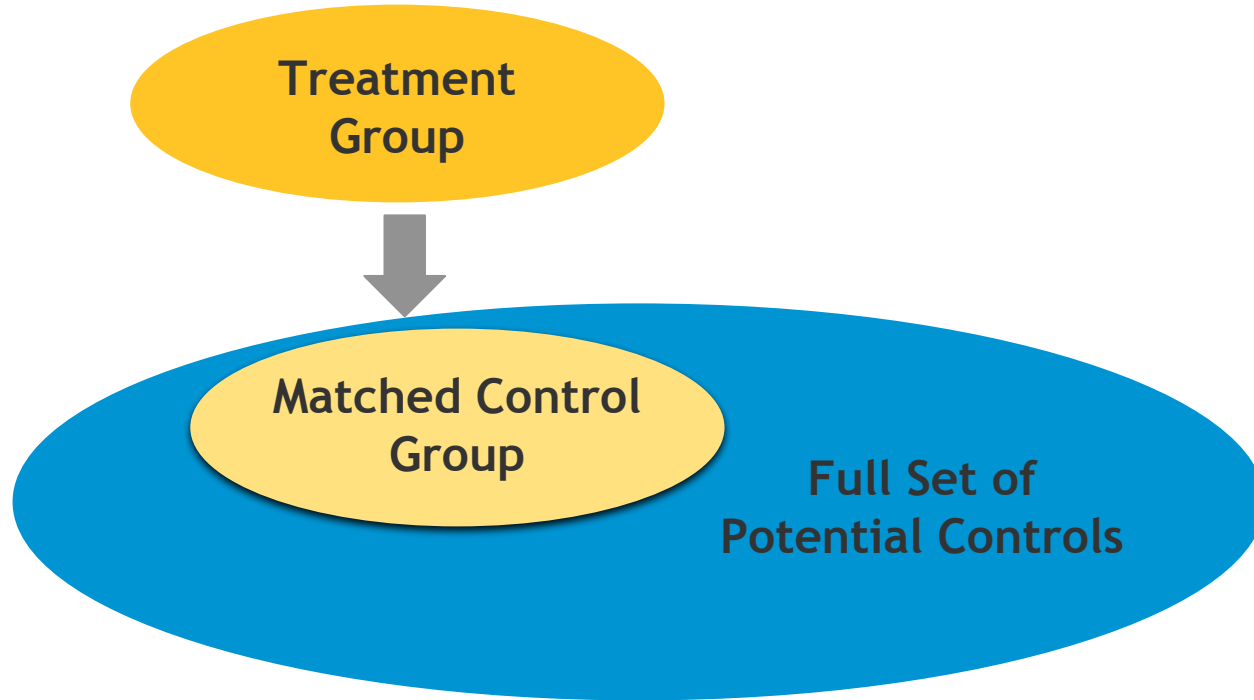 Treatment
Group
Matched Control
Group
Full Set of
Potential Controls